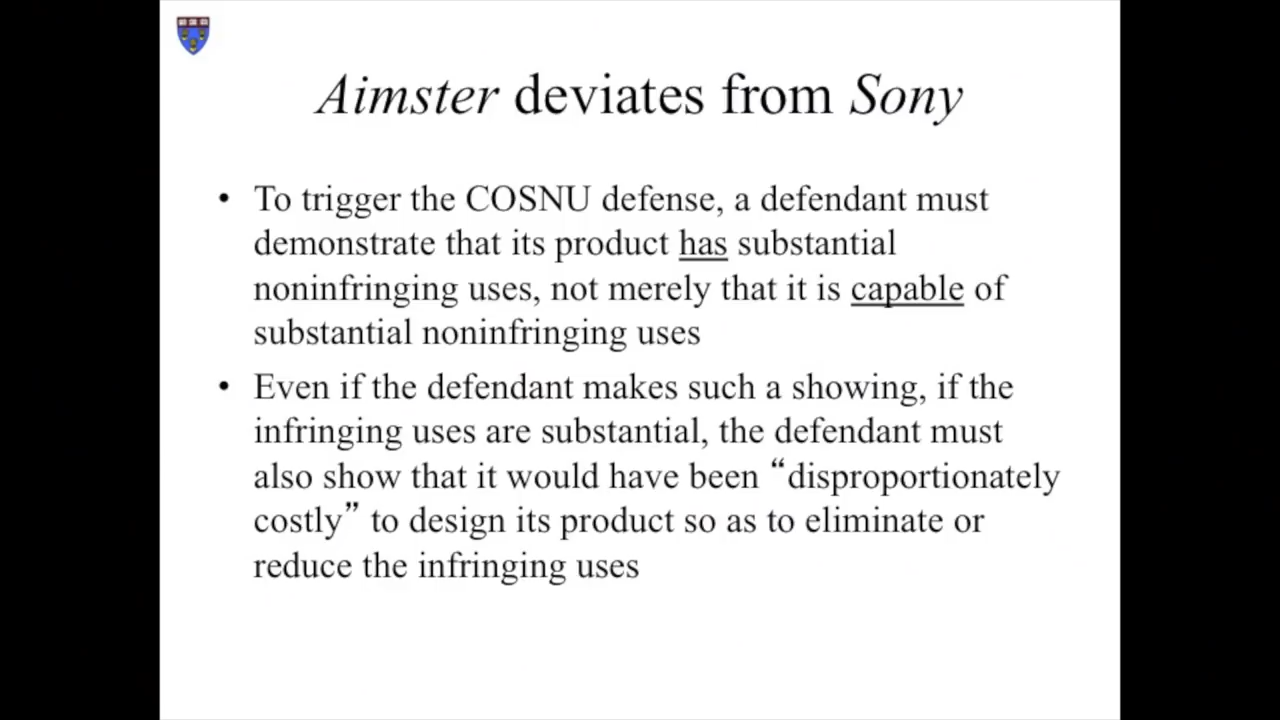 Aimster deviates from Sony
• To trigger the COSNU defense, a defendant must
demonstrate that its product has substantial
noninfringing uses, not merely that it is capable of
substantial noninfringing uses
• Even if the defendant makes such a showing, if the
infringing uses are substantial, the defendant must
also show that it would have been “disproportionately
costly” to design its product so as to eliminate or
reduce the infringing uses